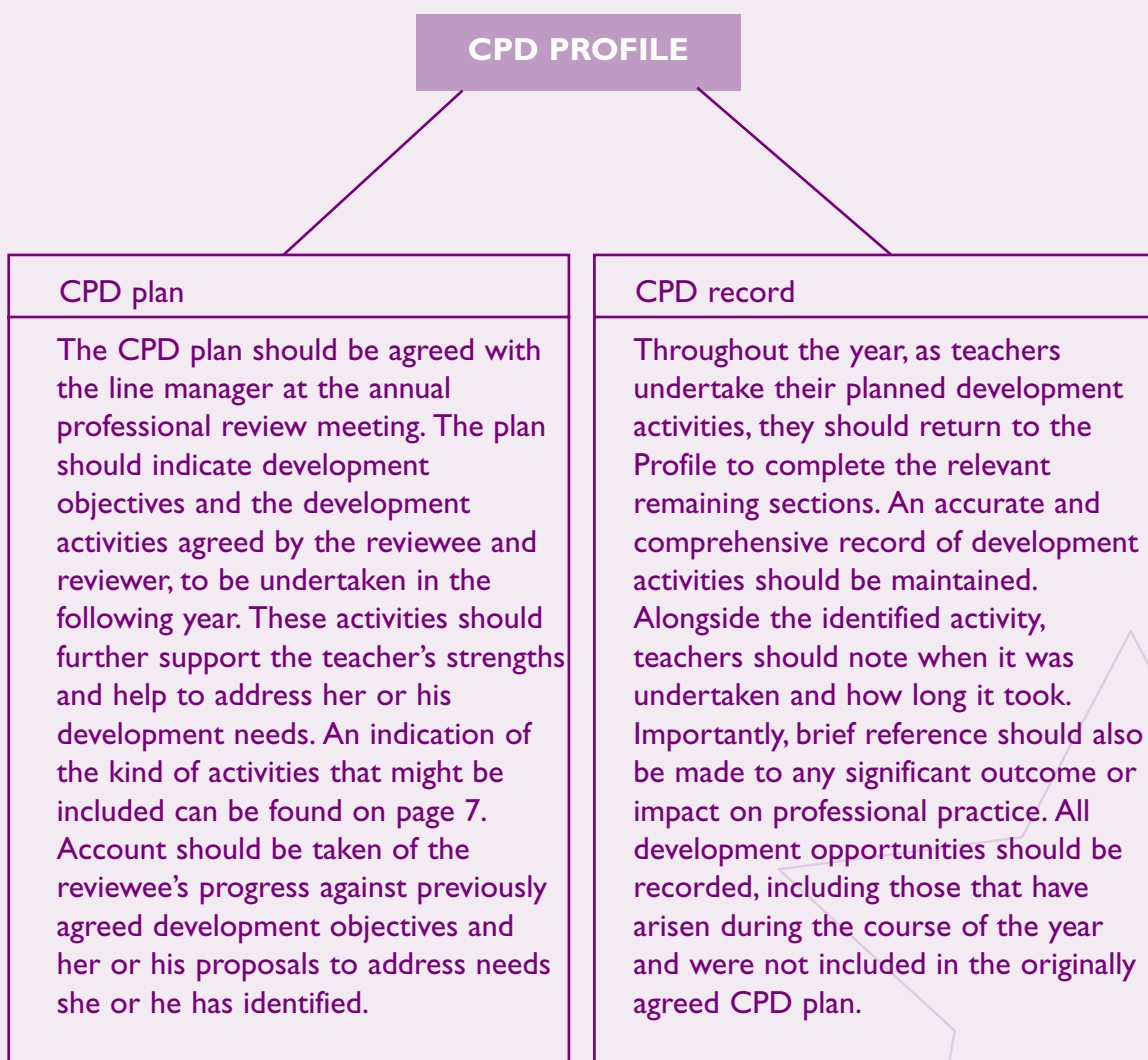 CPD PROFILE
CPD plan
The CPD plan should be agreed with
the line manager at the annual
professional review meeting. The plan
should indicate development
objectives and the development
activities agreed by the reviewee and
reviewer, to be undertaken in the
following year. These activities should
further support the teacher’s strengths
and help to address her or his
development needs. An indication of
the kind of activities that might be
included can be found on page 7.
Account should be taken of the
reviewee’s progress against previously
agreed development objectives and
her or his proposals to address needs
she or he has identified.
CPD record
Throughout the year, as teachers
undertake their planned development
activities, they should return to the
Profile to complete the relevant
remaining sections. An accurate and
comprehensive record of development
activities should be maintained.
Alongside the identified activity,
teachers should note when it was
undertaken and how long it took.
Importantly, brief reference should also
be made to any significant outcome or
impact on professional practice. All
development opportunities should be
recorded, including those that have
arisen during the course of the year
and were not included in the originally
agreed CPD plan.